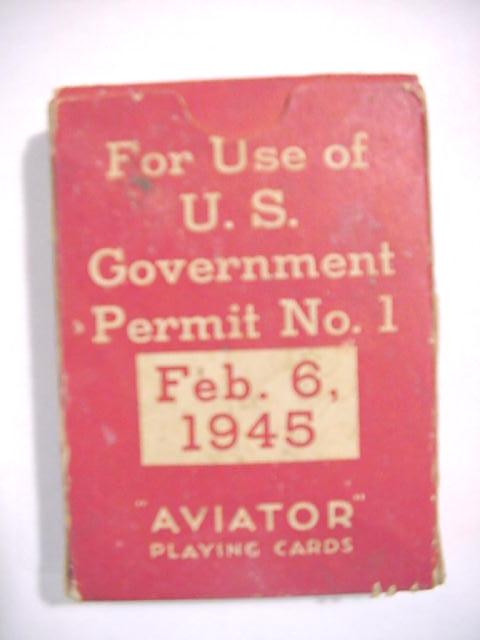 For Use of
U. S.
Government
Permit No. 1
Feb. 6,
1945
"AVIATOR"
PLAYING CARDS